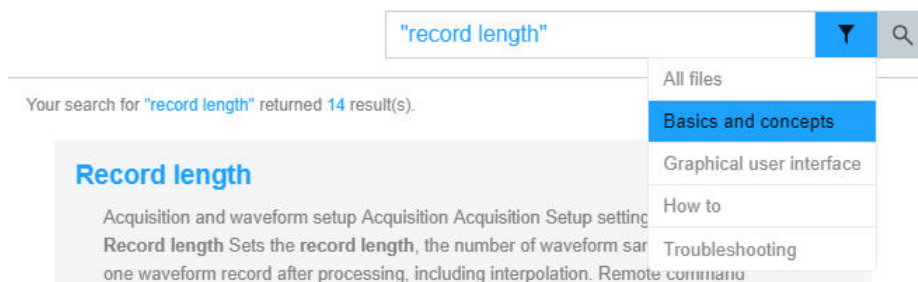 "record length"
All files
Your search for "record length" returned 14 result(s).
Basics and concepts
Graphical user interface
Record length
How to
Acquisition and waveform setup Acquisition Acquisition Setup setting
Record length Sets the record length, the number of waveform sar
Troubleshooting
one waveform record after processing, including interpolation. Remote command